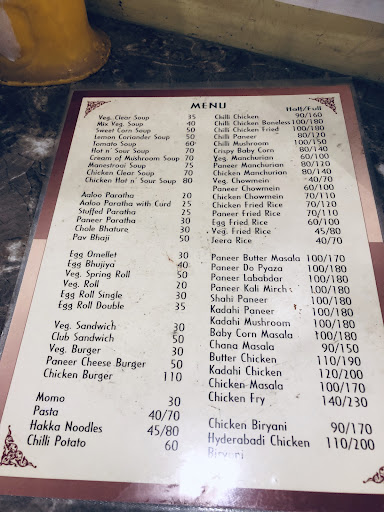 MENU
Half/Full
Veg. Clear Soup 35
Mix Veg. Soup 40
Sweet Corn Soup 50
Lemon Coriander Soup 50
Tomato Soup 60
Hot n' Sour Soup 70
Cream of Mushroom Soup 70
Manestroni Soup 75
Chicken Clear Soup 70
Chicken Hot n' Sour Soup 80
Aaloo Paratha 20
Aaloo Paratha with Curd 25
Stuffed Paratha 25
Paneer Paratha 30
Chole Bhature 30
Pav Bhaji 50
Egg Omellet 30
Egg Bhujiya 40
Veg. Spring Roll 50
Veg. Roll 20
Egg Roll Single 30
Egg Roll Double 35
Veg. Sandwich 30
Club Sandwich 50
Veg. Burger 30
Paneer Cheese Burger 50
Chicken Burger 110
Momo 30
Pasta 40/70
Hakka Noodles 45/80
Chilli Potato 60
Chilli Chicken 90/160
Chilli Chicken Boneless 100/180
Chilli Chicken Fried 100/180
Chilli Paneer 80/120
Chilli Mushroom 100/150
Crispy Baby Corn 80/140
Veg. Manchurian 60/100
Paneer Manchurian 80/120
Chicken Manchurian 80/140
Veg. Chowmein 40/70
Paneer Chowmein 60/100
Chicken Chowmein 70/110
Chicken Fried Rice 70/120
Paneer Fried Rice 70/110
Egg Fried Rice 60/100
Veg. Fried Rice 45/80
Jeera Rice 40/70
Paneer Butter Masala 100/170
Paneer Do Pyaza 100/180
Paneer Lababdar 100/180
Paneer Kali Mirch 100/180
Shahi Paneer 100/180
Kadahi Paneer 100/180
Kadahi Mushroom 100/180
Baby Corn Masala 100/180
Chana Masala 90/150
Butter Chicken 110/190
Kadahi Chicken 120/200
Chicken Masala 100/170
Chicken Fry 140/230
Chicken Biryani 90/170
Hyderabadi Chicken 110/200
Biryani